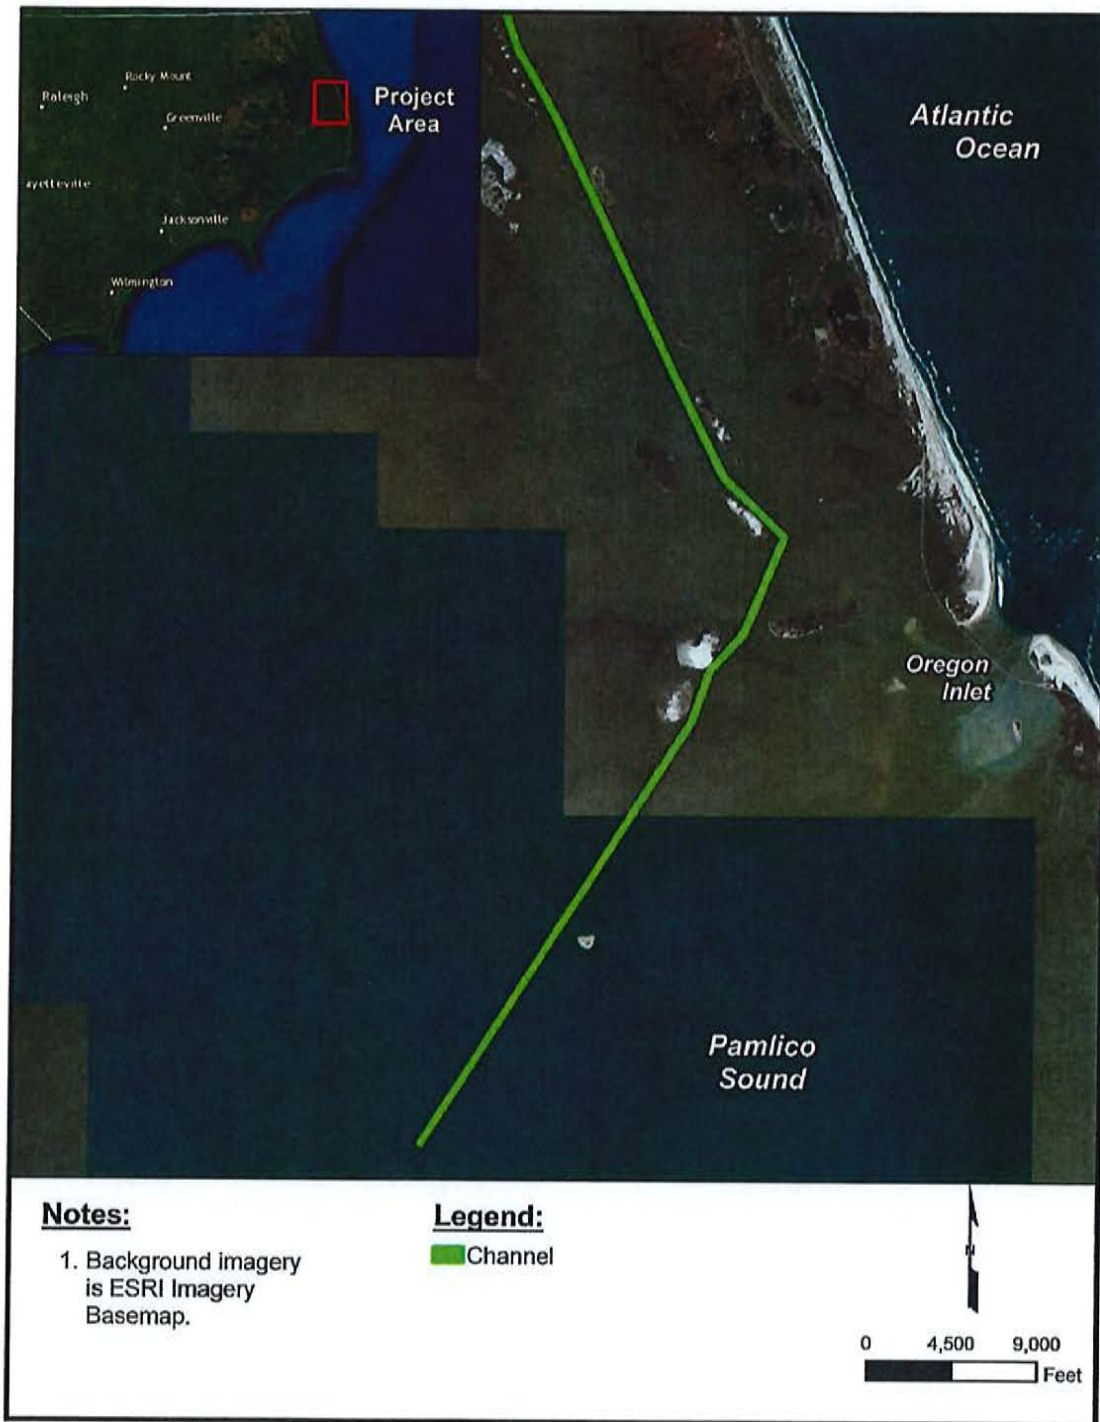 Rocky Mount
Raleigh
Greenville
ayetteville
Jacksonville
Wilmington
Project
Area
Atlantic
Ocean
Oregon
Inlet
Pamlico
Sound
Notes:
1. Background imagery
is ESRI Imagery
Basemap.
Legend:
Channel
N
0 4,500 9,000
Feet